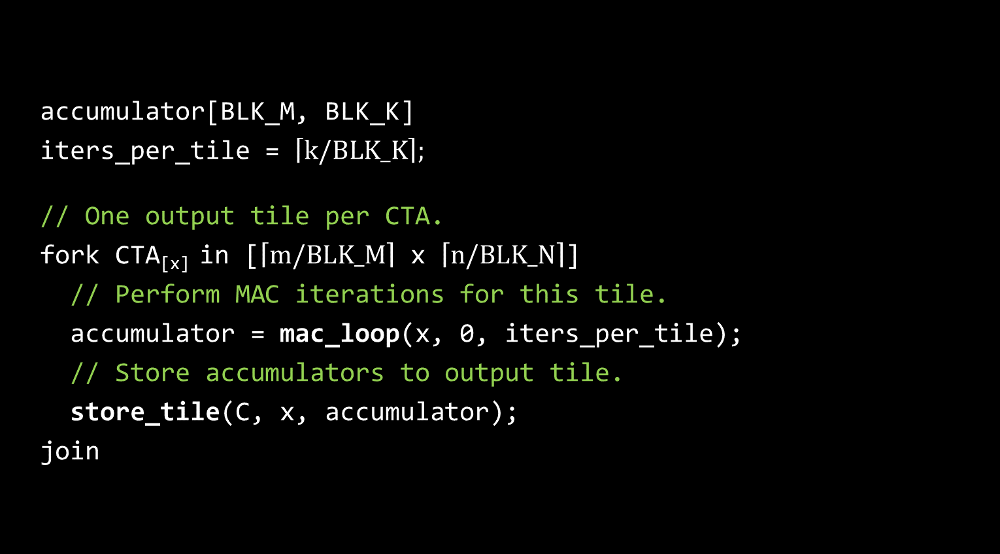 accumulator[BLK_M, BLK_K]
iters_per_tile = ⌈k/BLK_K⌉;
// One output tile per CTA.
fork CTA[x] in [⌈m/BLK_M⌉ x ⌈n/BLK_N⌉]
// Perform MAC iterations for this tile.
accumulator = mac_loop(x, 0, iters_per_tile);
// Store accumulators to output tile.
store_tile(C, x, accumulator);
join